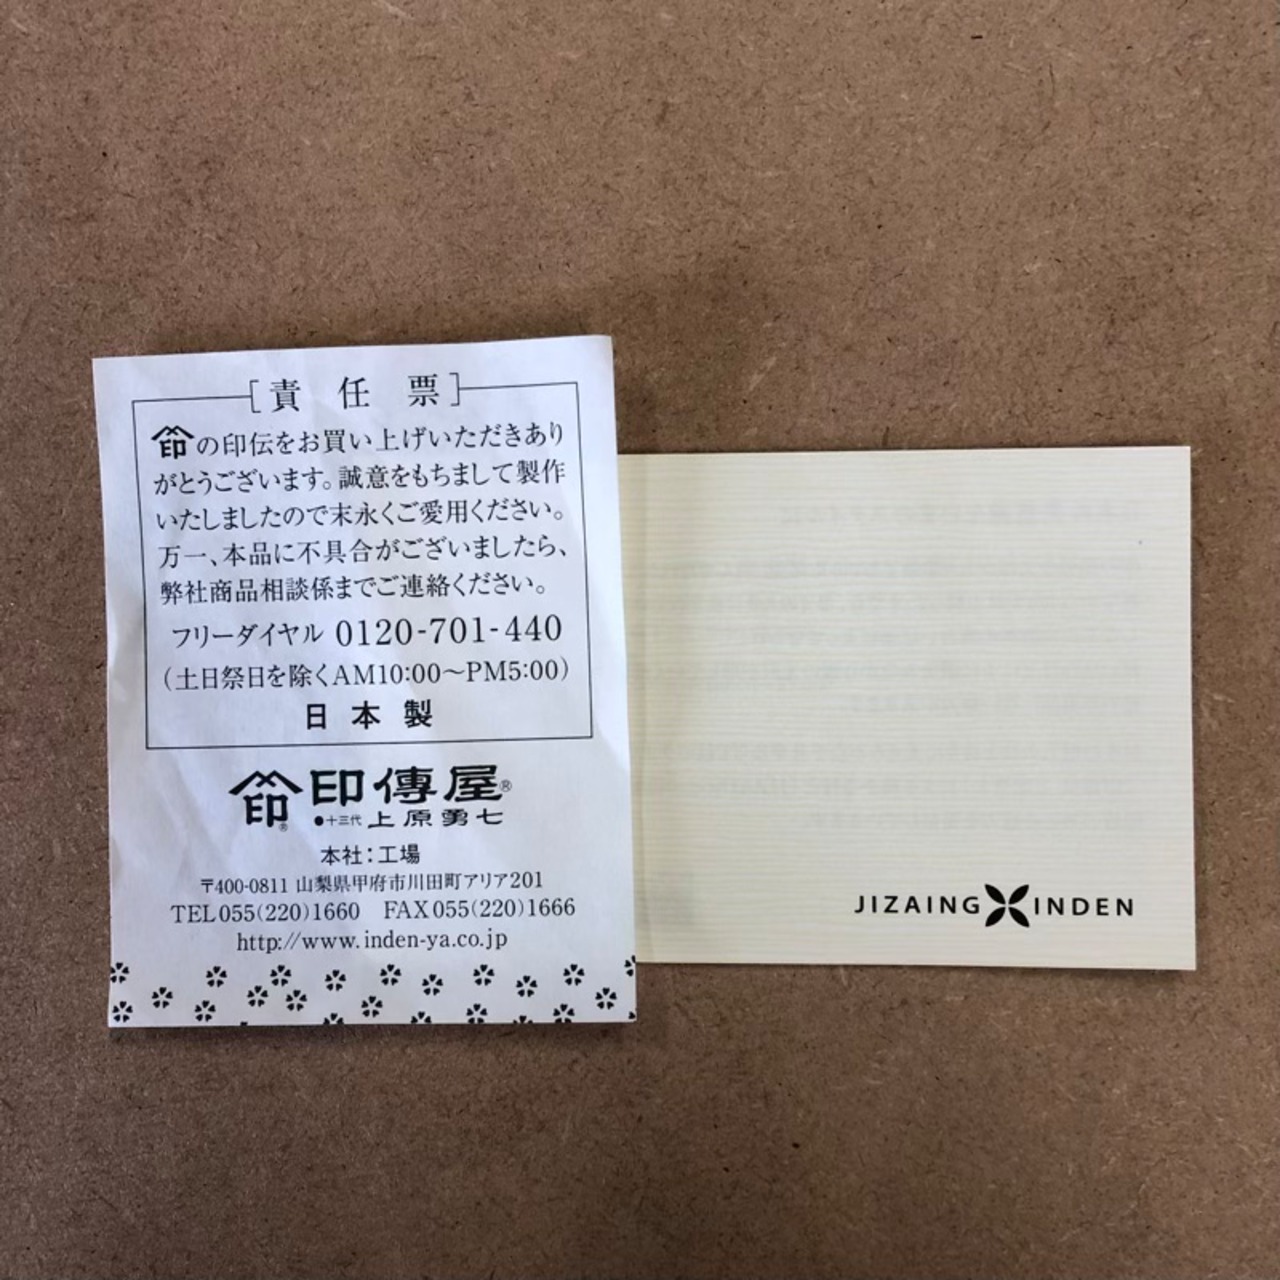 [責任票]
印の印伝をお買い上げいただきあり
がとうございます。誠意をもちまして製作
いたしましたので末永くご愛用ください。
万一、本品に不具合がございましたら、
弊社商品相談係までご連絡ください。
フリーダイヤル 0120-701-440
(土日祭日を除くAM10:00〜PM5:00)
日本製
印 印傳屋®
®
●十三代 上原勇七
本社:工場
〒400-0811 山梨県甲府市川田町アリア201
TEL055(220)1660 FAX055(220)1666
http://www.inden-ya.co.jp
JIZAING INDEN